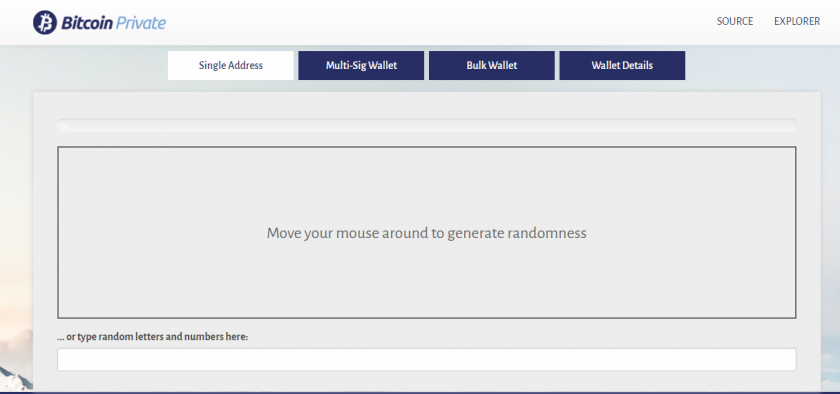 Bitcoin Private
SOURCE
EXPLORER
Single Address
Multi-Sig Wallet
Bulk Wallet
Wallet Details
Move your mouse around to generate randomness
... or type random letters and numbers here: